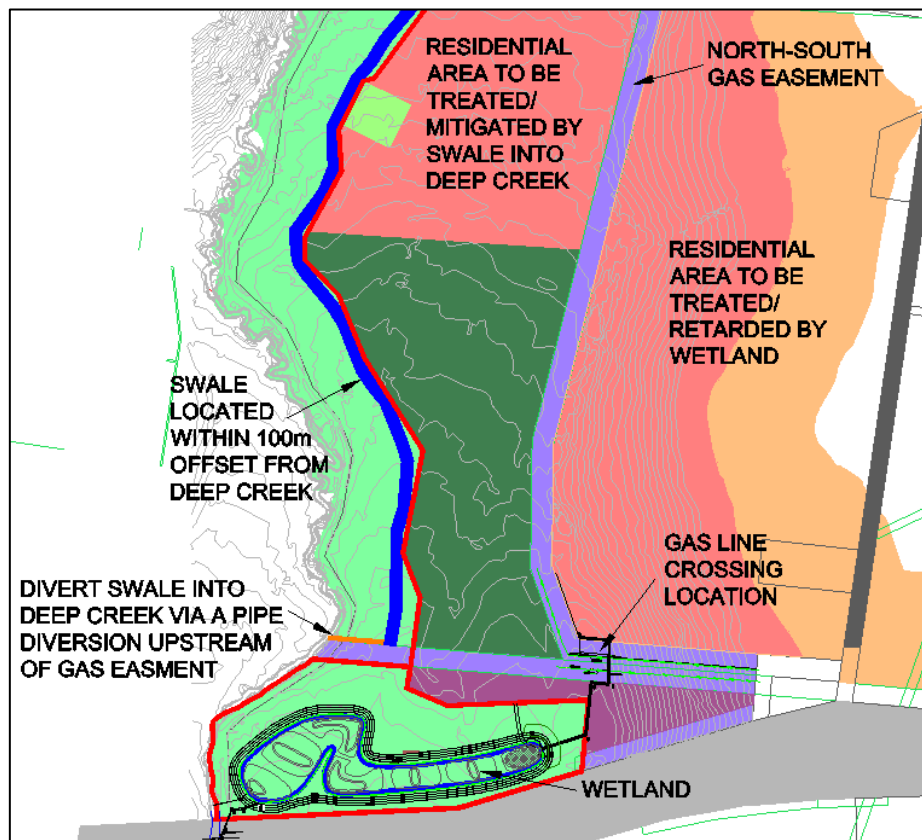 RESIDENTIAL
AREA TO BE
TREATED/
MITIGATED BY
SWALE INTO
DEEP CREEK
NORTH-SOUTH
GAS EASEMENT
RESIDENTIAL
AREA TO BE
TREATED/
RETARDED BY
WETLAND
SWALE
LOCATED
WITHIN 100m
OFFSET FROM
DEEP CREEK
GAS LINE
CROSSING
LOCATION
DIVERT SWALE INTO
DEEP CREEK VIA A PIPE
DIVERSION UPSTREAM
OF GAS EASMENT
WETLAND